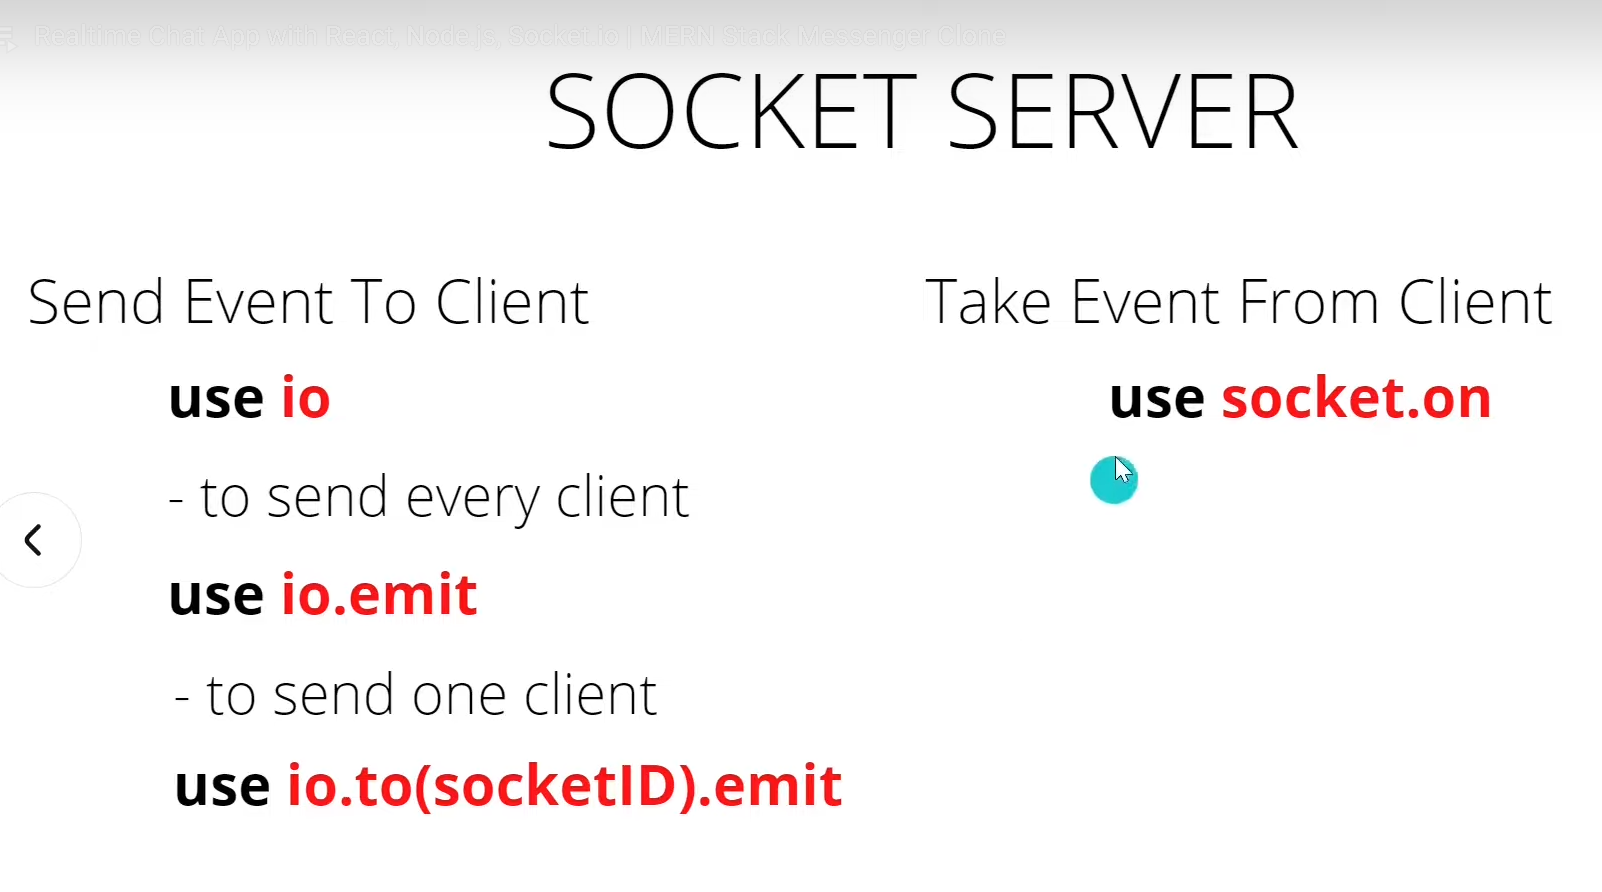 Realtime Chat App with React, Node.js, Socket.io | MERN Stack Messenger Clone
SOCKET SERVER
Send Event To Client
use io
- to send every client
use io.emit
- to send one client
use io.to(socketID).emit
Take Event From Client
use socket.on